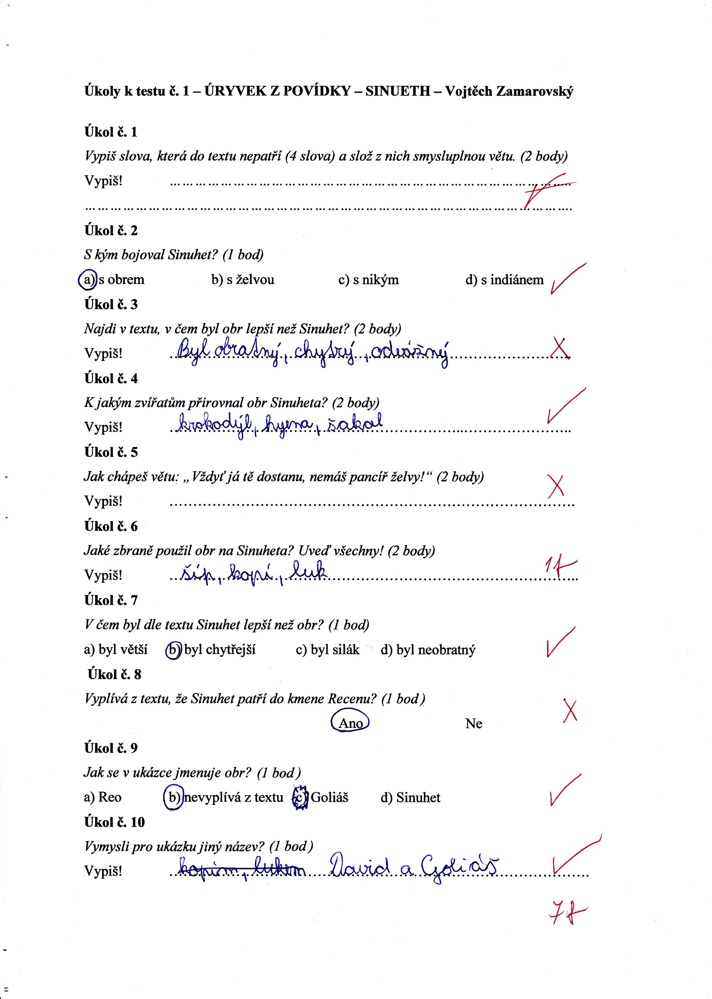 Úkoly k testu č. 1 – ÚRYVEK Z POVÍDKY – SINUETH – Vojtěch Zamarovský
Úkol č. 1
Vypiš slova, která do textu nepatří (4 slova) a slož z nich smysluplnou větu. (2 body)
Vypiš! ……………………………………………………………………………
……………………………………………………………………………………………
Úkol č. 2
S kým bojoval Sinuhet? (1 bod)
a) s obrem b) s želvou c) s nikým d) s indiánem ✓
Úkol č. 3
Najdi v textu, v čem byl obr lepší než Sinuhet? (2 body)
Vypiš! Byl obratný, chytrý, odvážný X
Úkol č. 4
K jakým zvířatům přirovnal obr Sinuheta? (2 body) ✓
Vypiš! krokodýl, hyena, šakal
Úkol č. 5
Jak chápeš větu: „Vždyť já tě dostanu, nemáš pancíř želvy!“ (2 body) X
Vypiš! ……………………………………………………………………………
Úkol č. 6
Jaké zbraně použil obr na Sinuheta? Uveď všechny! (2 body)
Vypiš! šíp, kopí, luk 1
Úkol č. 7
V čem byl dle textu Sinuhet lepší než obr? (1 bod)
a) byl větší b) byl chytřejší c) byl silák d) byl neobratný ✓
Úkol č. 8
Vyplívá z textu, že Sinuhet patří do kmene Recenu? (1 bod) X
Ano Ne
Úkol č. 9
Jak se v ukázce jmenuje obr? (1 bod)
a) Reo b) nevyplívá z textu c) Goliáš d) Sinuhet ✓
Úkol č. 10
Vymysli pro ukázku jiný název? (1 bod)
Vypiš! kopím, lukem David a Goliáš ✓
7